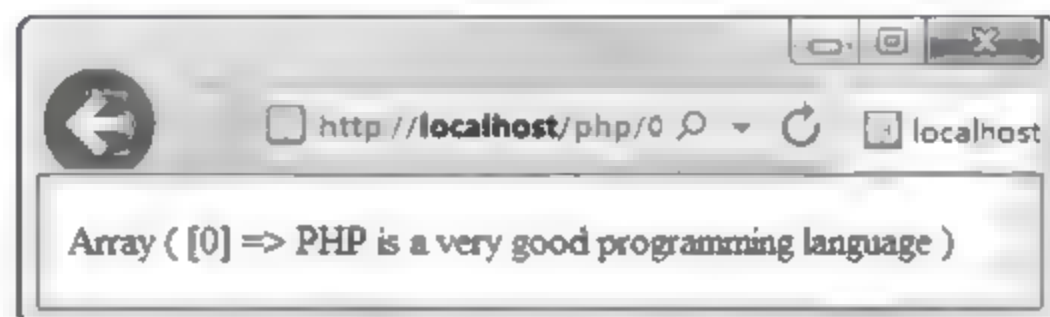 http //localhost/php/0 localhost
Array ( [0] => PHP is a very good programming language )